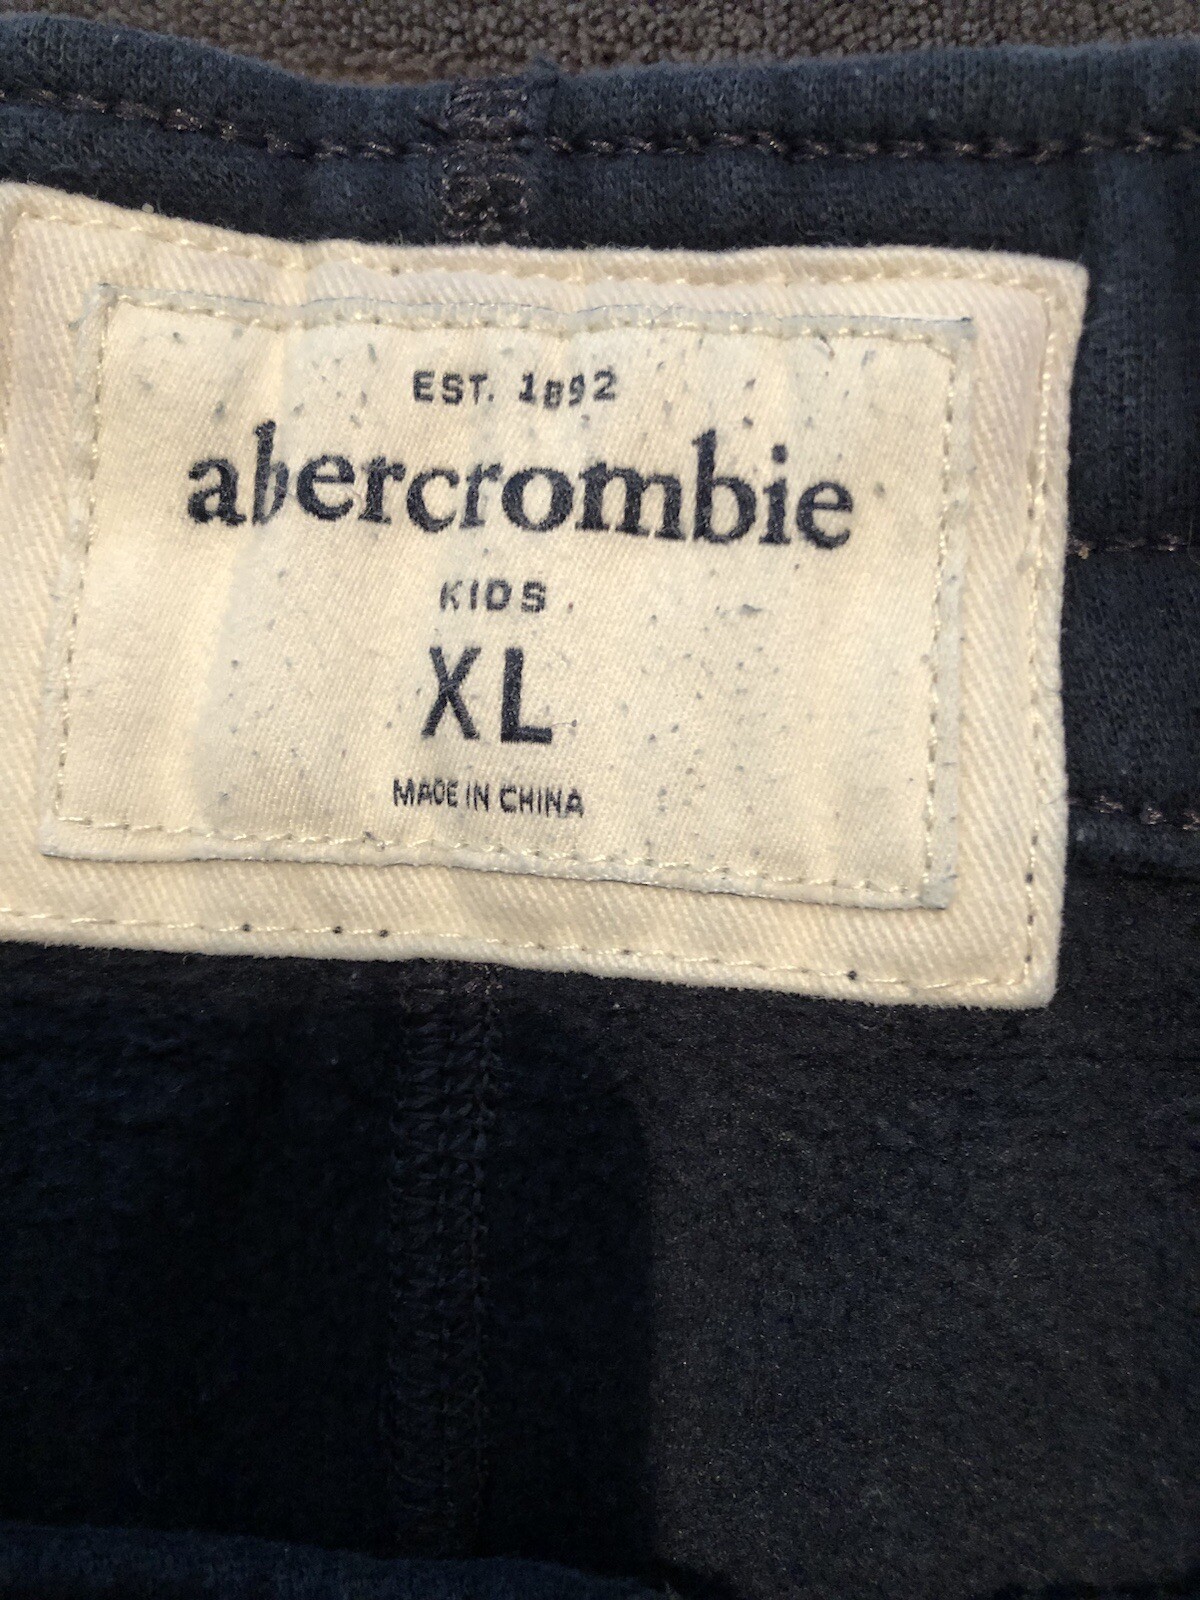 EST. 1892
abercrombie
KIDS
XL
MADE IN CHINA